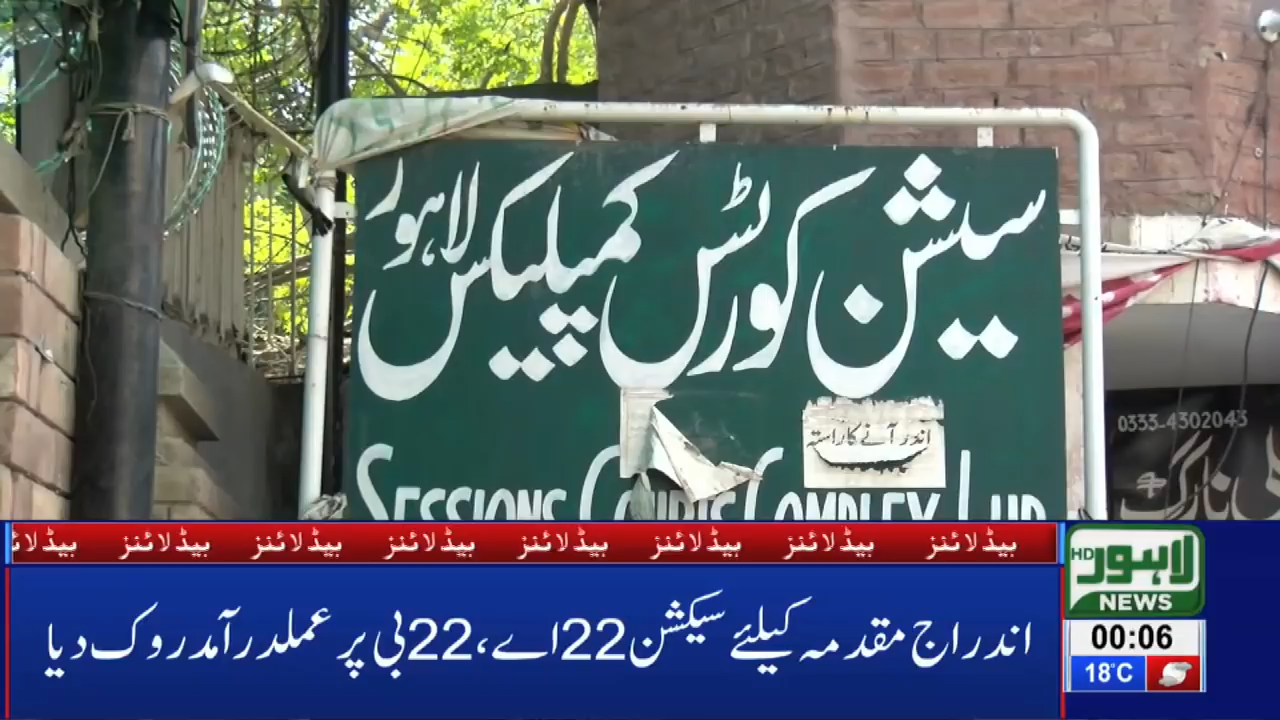 سیشن کورٹس کمپلیکس لاہور
اندر آنے کا راستہ
SESSIONS COURTS COMPLEX LHR
0333-4302043
ہیڈلائنز ہیڈلائنز ہیڈلائنز ہیڈلائنز ہیڈلائنز ہیڈلائنز ہیڈلائنز ہیڈلائنز
اندراج مقدمہ کیلئے سیکشن 22اے، 22بی پر عملدرآمد روک دیا
لاہور HD
NEWS
00:06
18°C